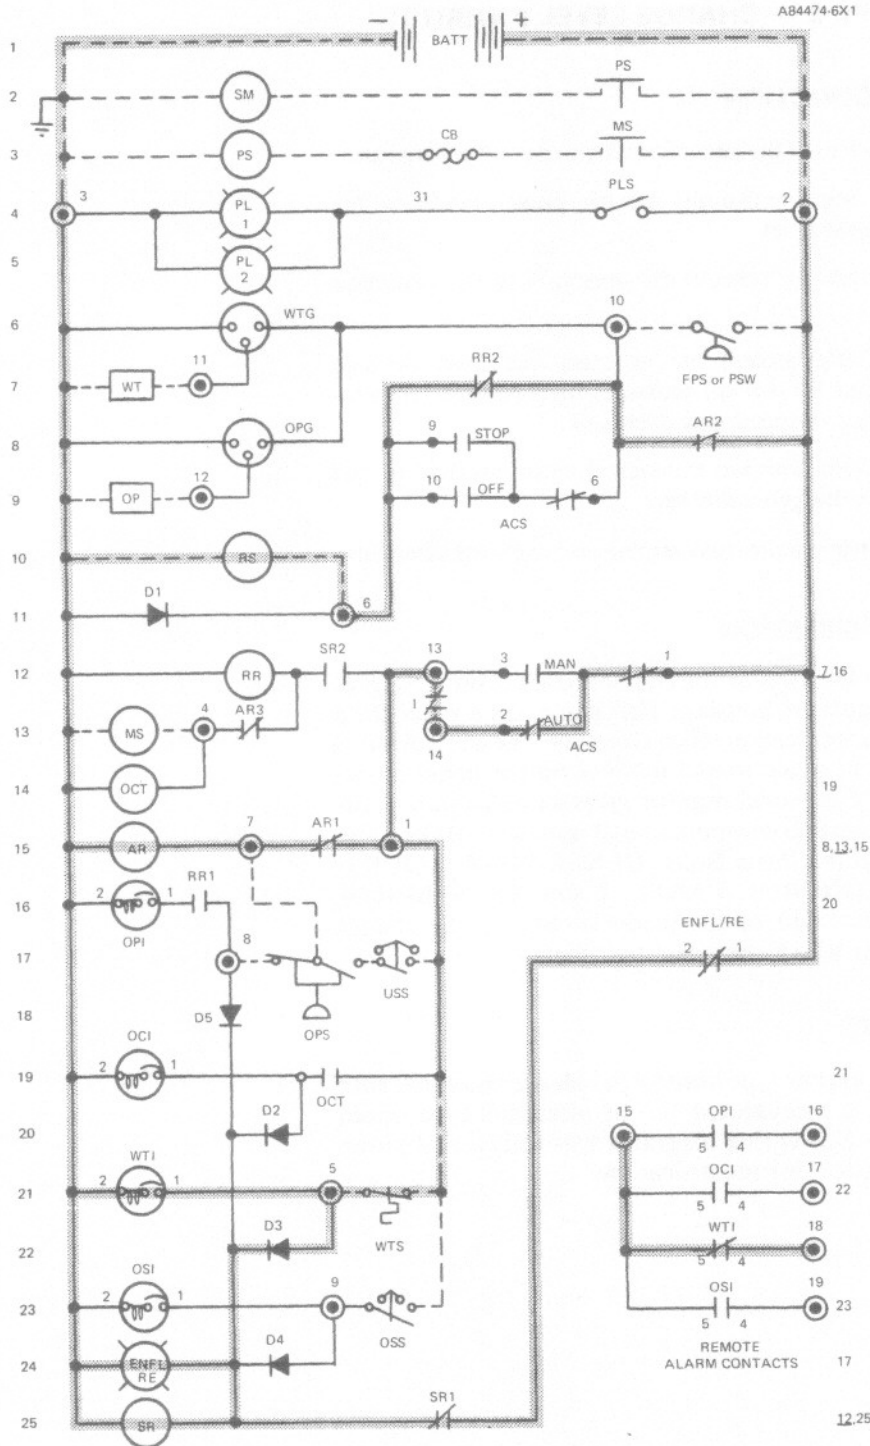 A84474-6X1
1 − BATT +
2 SM PS
3 PS CB MS
3 31 PLS 2
4 PL 1
5 PL 2
6 WTG 10
FPS or PSW
7 WT 11 RR2
8 OPG 9 STOP AR2
9 OP 12 10 OFF 6
ACS
10 RS
11 D1 6
12 RR SR2 13 3 MAN 1 7,16
13 MS 4 AR3 1 2 AUTO
14 ACS
14 OCT 19
15 AR 7 AR1 1 8,13,15
16 2 1 RR1 20
OPI ENFL/RE
17 8 USS 2 1
18 D5 OPS
OCI
19 2 1 OCT 21
20 D2 15 OPI 16
5 4
WTI
21 2 1 5 OCI 17 22
5 4
22 D3 WTS WTI 18
5 4
OSI
23 2 1 9 OSS OSI 19 23
5 4
24 ENFL RE D4 REMOTE
ALARM CONTACTS 17
25 SR SR1 12,25